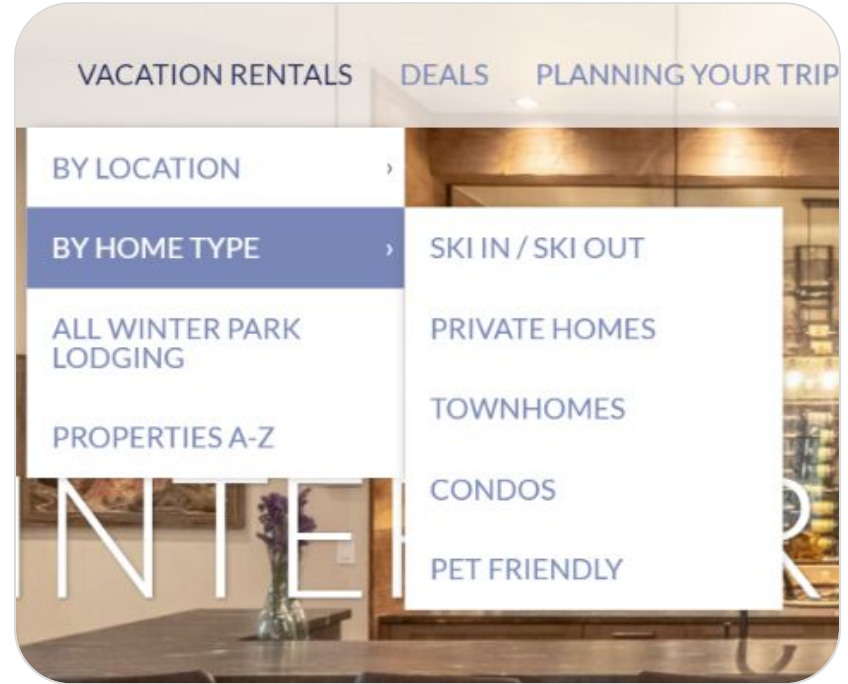 VACATION RENTALS DEALS PLANNING YOUR TRIP
BY LOCATION ›
BY HOME TYPE ›
ALL WINTER PARK
LODGING
PROPERTIES A-Z
SKI IN / SKI OUT
PRIVATE HOMES
TOWNHOMES
CONDOS
PET FRIENDLY